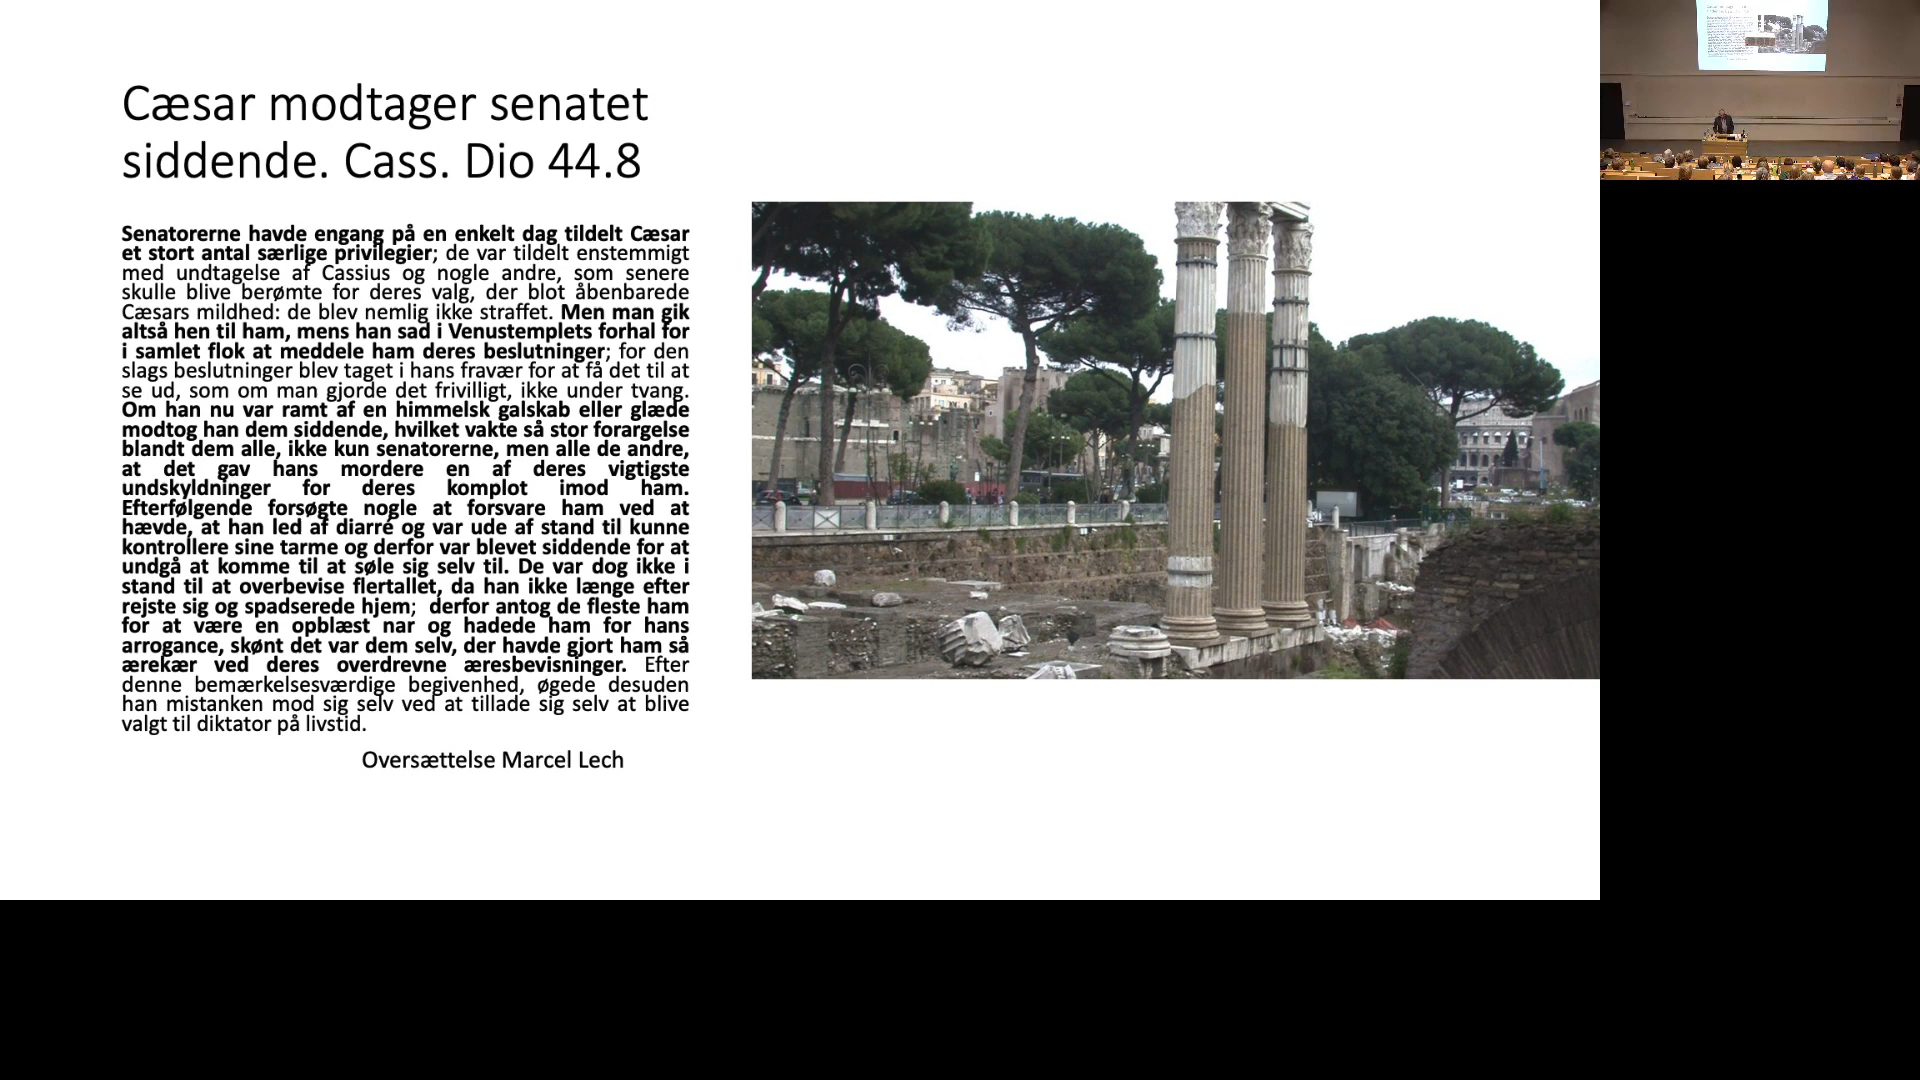 Cæsar modtager senatet
siddende. Cass. Dio 44.8
Senatorerne havde engang på en enkelt dag tildelt Cæsar
et stort antal særlige privilegier; de var tildelt enstemmigt
med undtagelse af Cassius og nogle andre, som senere
skulle blive berømte for deres valg, der blot åbenbarede
Cæsars mildhed: de blev nemlig ikke straffet. Men man gik
altså hen til ham, mens han sad i Venustemplets forhal for
i samlet flok at meddele ham deres beslutninger; for den
slags beslutninger blev taget i hans fravær for at få det til at
se ud, som om man gjorde det frivilligt, ikke under tvang.
Om han nu var ramt af en himmelsk galskab eller glæde
modtog han dem siddende, hvilket vakte så stor forargelse
blandt dem alle, ikke kun senatorerne, men alle de andre,
at det gav hans mordere en af deres vigtigste
undskyldninger for deres komplot imod ham.
Efterfølgende forsøgte nogle at forsvare ham ved at
hævde, at han led af diarré og var ude af stand til kunne
kontrollere sine tarme og derfor var blevet siddende for at
undgå at komme til at søle sig selv til. De var dog ikke i
stand til at overbevise flertallet, da han ikke længe efter
rejste sig og spadserede hjem; derfor antog de fleste ham
for at være en opblæst nar og hadede ham for hans
arrogance, skønt det var dem selv, der havde gjort ham så
ærekær ved deres overdrevne æresbevisninger. Efter
denne bemærkelsesværdige begivenhed, øgede desuden
han mistanken mod sig selv ved at tillade sig selv at blive
valgt til diktator på livstid.
Oversættelse Marcel Lech